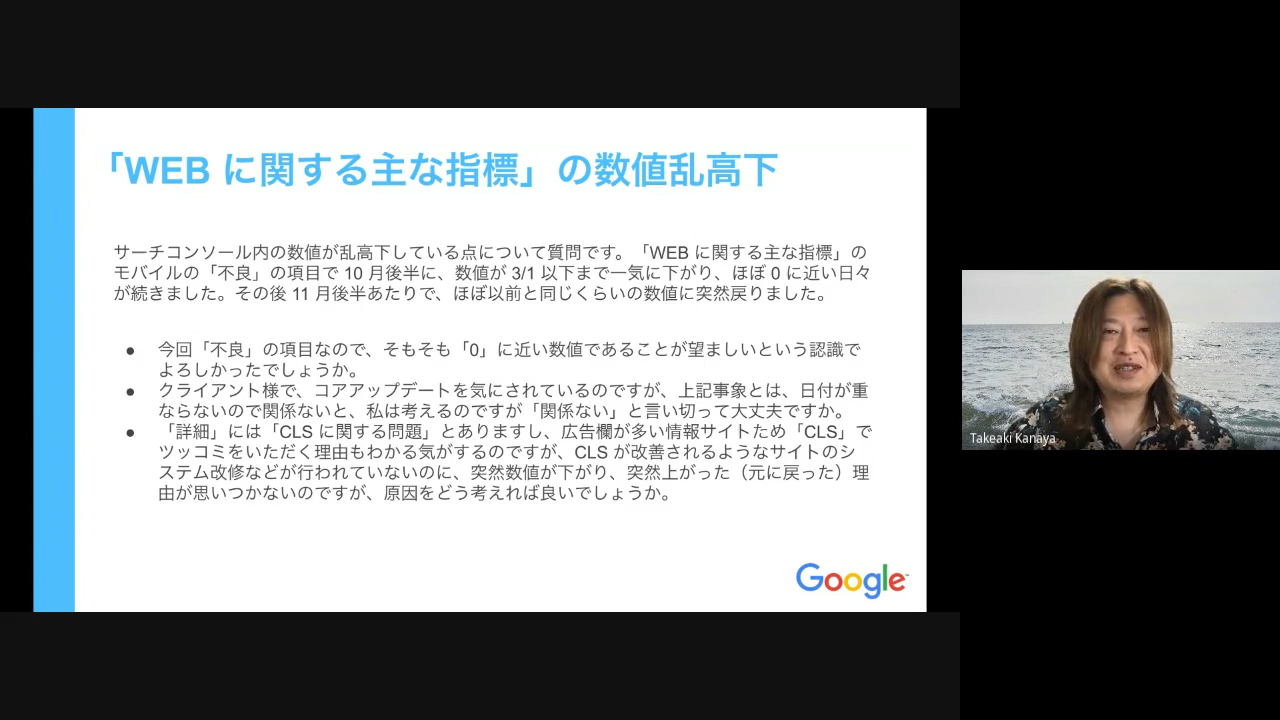 「WEB に関する主な指標」の数値乱高下
サーチコンソール内の数値が乱高下している点について質問です。「WEB に関する主な指標」の
モバイルの「不良」の項目で 10 月後半に、数値が 3/1 以下まで一気に下がり、ほぼ 0 に近い日々
が続きました。その後 11 月後半あたりで、ほぼ以前と同じくらいの数値に突然戻りました。
● 今回「不良」の項目なので、そもそも「0」に近い数値であることが望ましいという認識で
よろしかったでしょうか。
● クライアント様で、コアアップデートを気にされているのですが、上記事象とは、日付が重
ならないので関係ないと、私は考えるのですが「関係ない」と言い切って大丈夫ですか。
● 「詳細」には「CLS に関する問題」とありますし、広告欄が多い情報サイトため「CLS」で
ツッコミをいただく理由もわかる気がするのですが、CLS が改善されるようなサイトのシ
ステム改修などが行われていないのに、突然数値が下がり、突然上がった（元に戻った）理
由が思いつかないのですが、原因をどう考えれば良いでしょうか。
Google
Takeaki Kanaya